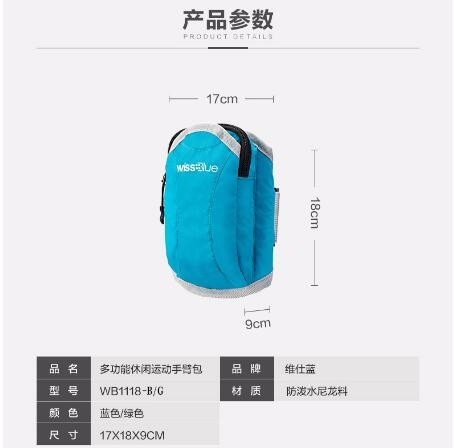 产品参数
PRODUCT DETAILS
17cm
wissBlue
18cm
9cm
品 名 多功能休闲运动手臂包 品 牌 维仕蓝
型 号 WB1118-B/G 材 质 防泼水尼龙料
颜 色 蓝色/绿色
尺 寸 17X18X9CM